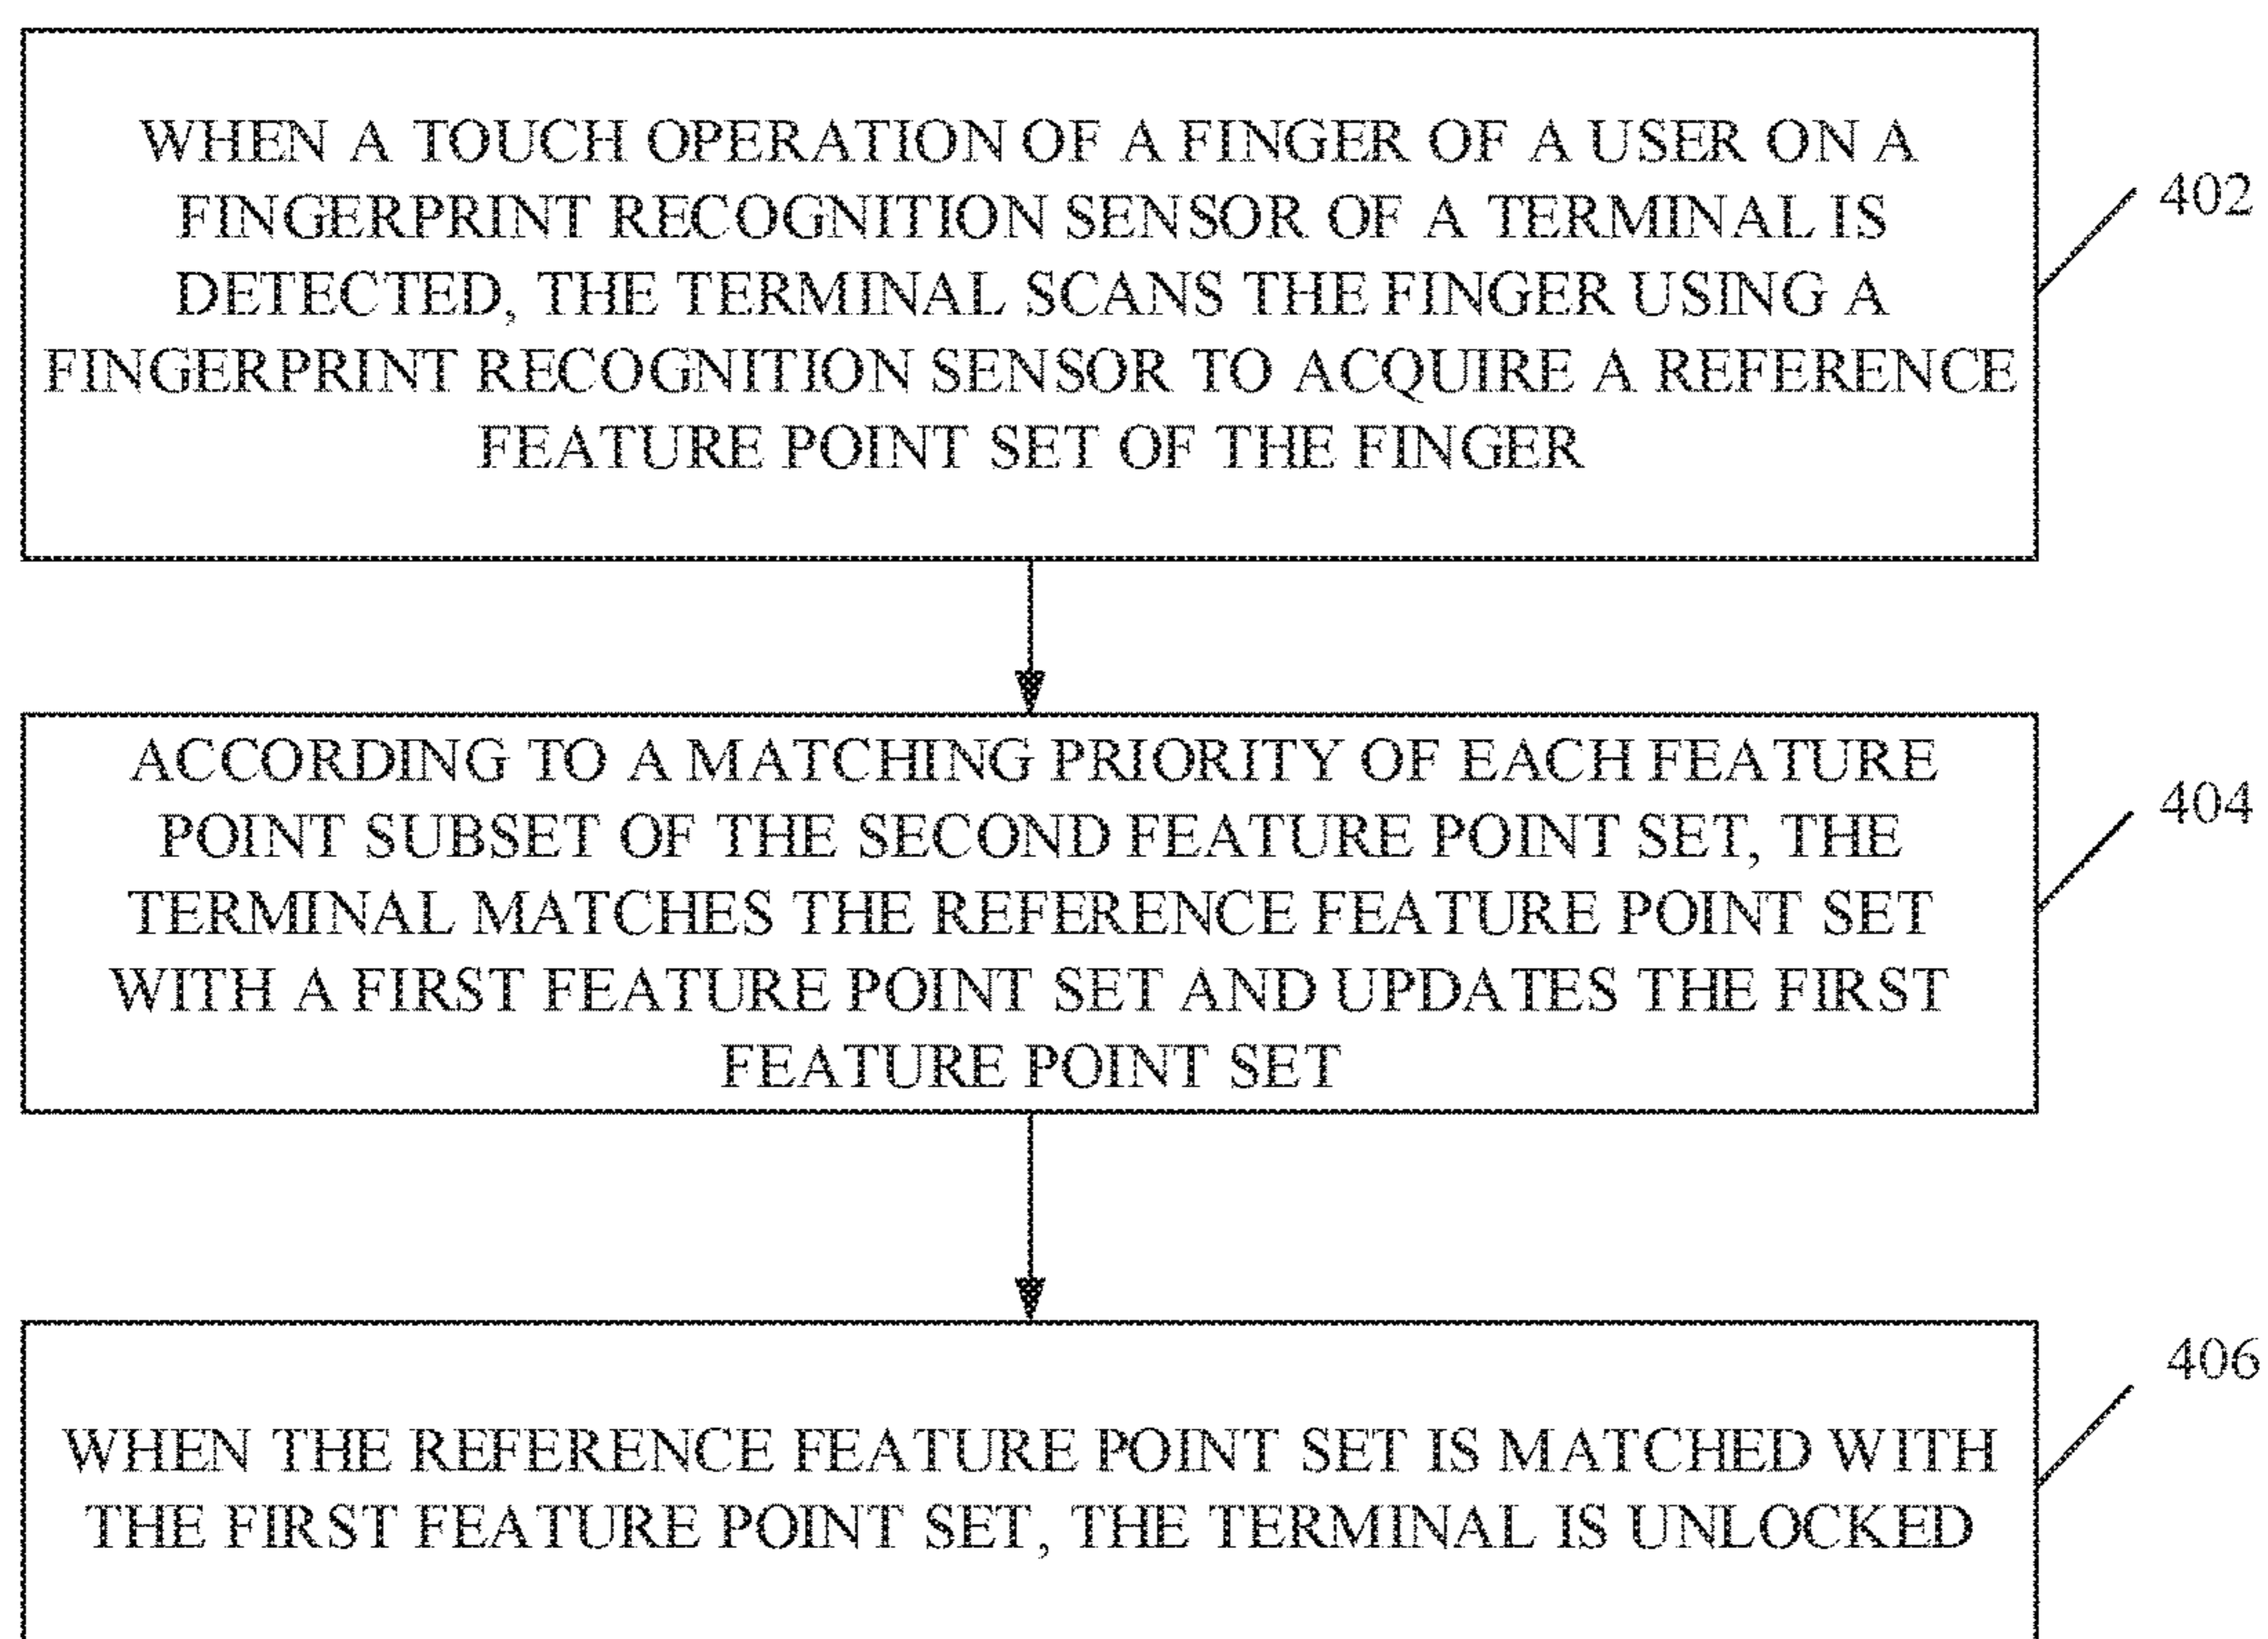 WHEN A TOUCH OPERATION OF A FINGER OF A USER ON A
FINGERPRINT RECOGNITION SENSOR OF A TERMINAL IS
DETECTED, THE TERMINAL SCANS THE FINGER USING A
FINGERPRINT RECOGNITION SENSOR TO ACQUIRE A REFERENCE
FEATURE POINT SET OF THE FINGER
402
ACCORDING TO A MATCHING PRIORITY OF EACH FEATURE
POINT SUBSET OF THE SECOND FEATURE POINT SET, THE
TERMINAL MATCHES THE REFERENCE FEATURE POINT SET
WITH A FIRST FEATURE POINT SET AND UPDATES THE FIRST
FEATURE POINT SET
404
WHEN THE REFERENCE FEATURE POINT SET IS MATCHED WITH
THE FIRST FEATURE POINT SET, THE TERMINAL IS UNLOCKED
406